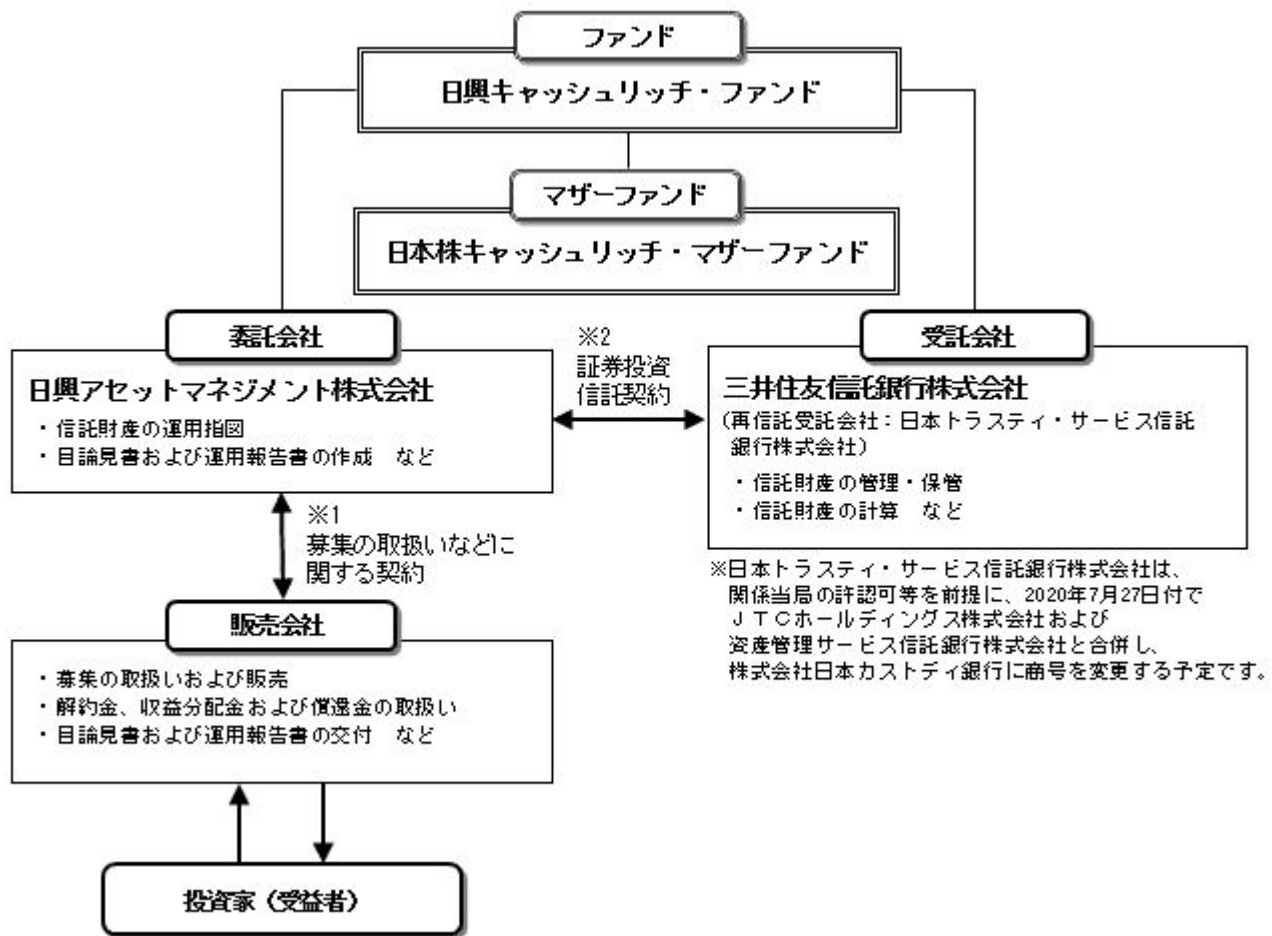 ファンド
日興キャッシュリッチ・ファンド
マザーファンド
日本株キャッシュリッチ・マザーファンド
委託会社
日興アセットマネジメント株式会社
・信託財産の運用指図
・目論見書および運用報告書の作成　など
※2
証券投資
信託契約
受託会社
三井住友信託銀行株式会社
(再信託受託会社：日本トラスティ・サービス信託
銀行株式会社)
・信託財産の管理・保管
・信託財産の計算　など
※日本トラスティ・サービス信託銀行株式会社は、
関係当局の許認可等を前提に、2020年7月27日付で
ＪＴＣホールディングス株式会社および
資産管理サービス信託銀行株式会社と合併し、
株式会社日本カストディ銀行に商号を変更する予定です。
※1
募集の取扱いなどに
関する契約
販売会社
・募集の取扱いおよび販売
・解約金、収益分配金および償還金の取扱い
・目論見書および運用報告書の交付　など
投資家（受益者）